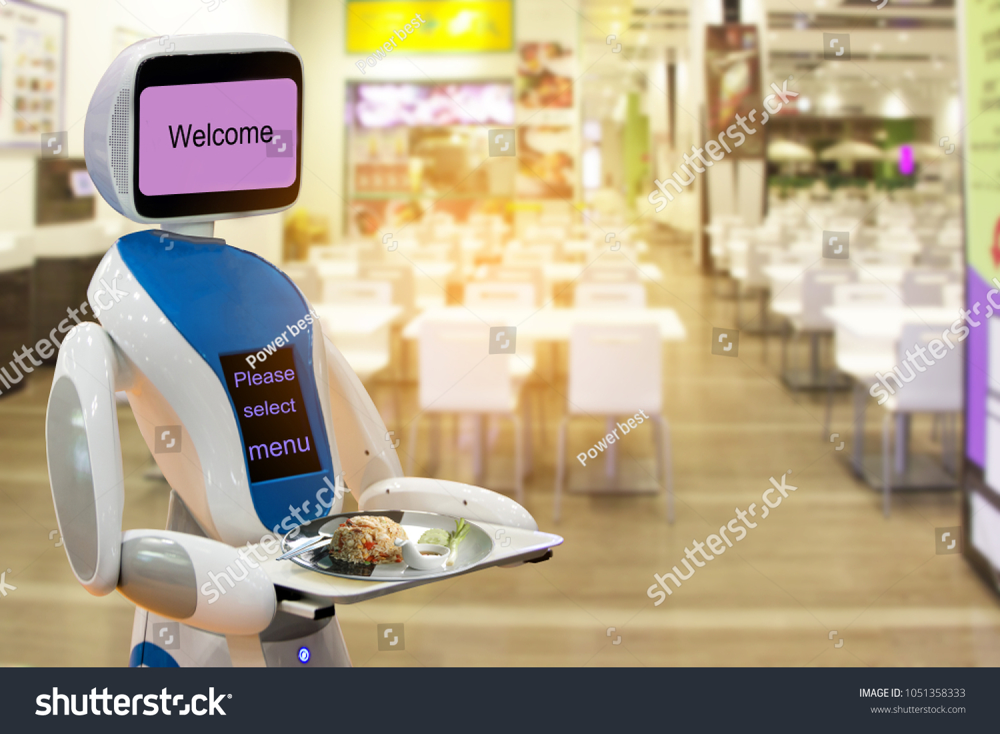 Welcome
Please
select
menu
Power best
Power best
Power best
shutterstock
shutterstock
shutterstock
shutterstock
shutterstock
shutterstock®
IMAGE ID: 1051358333
www.shutterstock.com